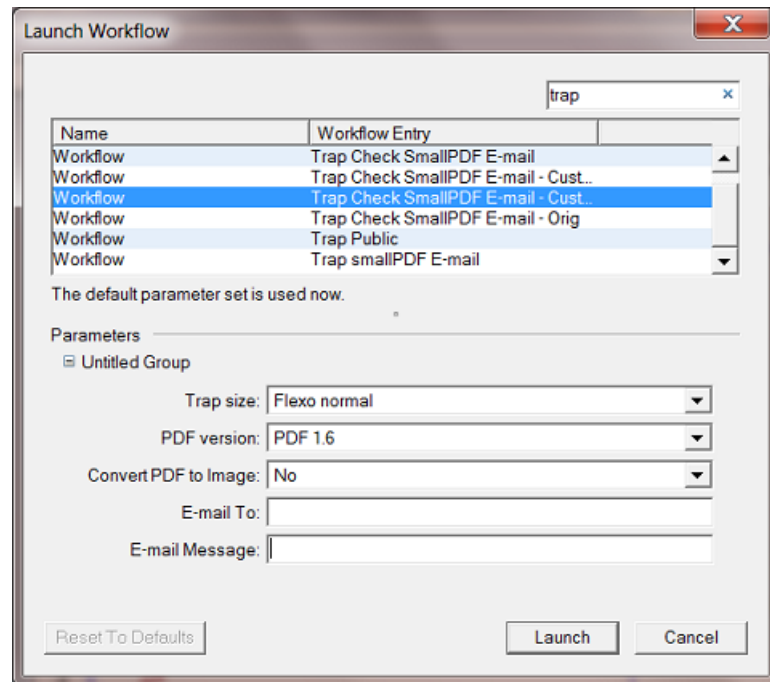 Launch Workflow
trap
Name Workflow Entry
Workflow Trap Check SmallPDF E-mail
Workflow Trap Check SmallPDF E-mail - Cust...
Workflow Trap Check SmallPDF E-mail - Cust...
Workflow Trap Check SmallPDF E-mail - Orig
Workflow Trap Public
Workflow Trap smallPDF E-mail
The default parameter set is used now.
Parameters
Untitled Group
Trap size: Flexo normal
PDF version: PDF 1.6
Convert PDF to Image: No
E-mail To:
E-mail Message:
Reset To Defaults Launch Cancel